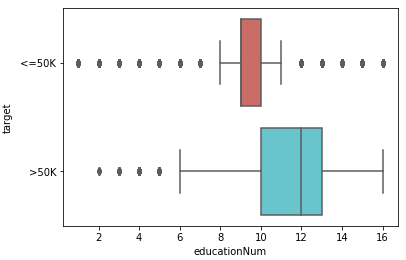 <=50K
target
>50K
2 4 6 8 10 12 14 16
educationNum